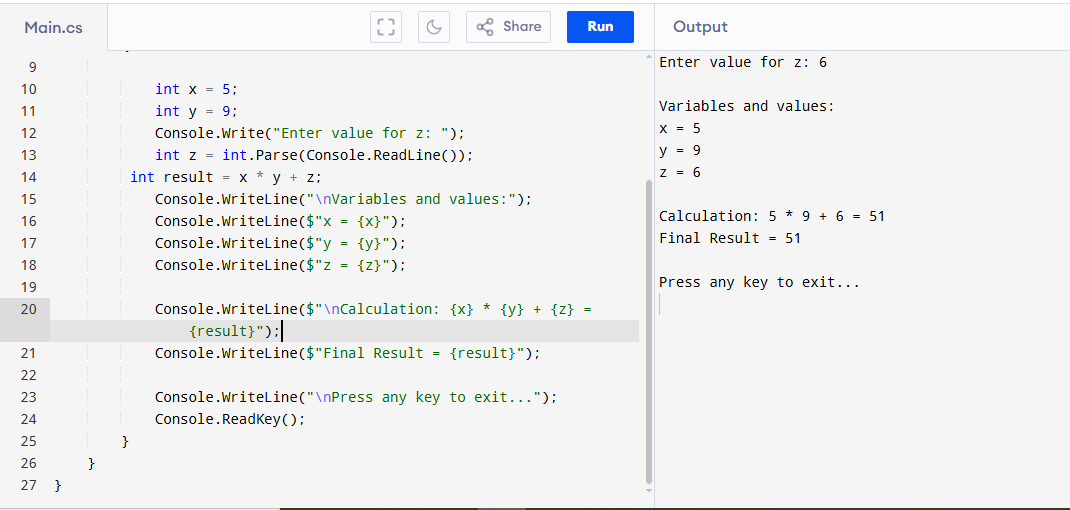 Main.cs
Share
Run
Output
9
10 int x = 5;
11 int y = 9;
12 Console.Write("Enter value for z: ");
13 int z = int.Parse(Console.ReadLine());
14 int result = x * y + z;
15 Console.WriteLine("\nVariables and values:");
16 Console.WriteLine($"x = {x}");
17 Console.WriteLine($"y = {y}");
18 Console.WriteLine($"z = {z}");
19
20 Console.WriteLine($"\nCalculation: {x} * {y} + {z} =
{result}");
21 Console.WriteLine($"Final Result = {result}");
22
23 Console.WriteLine("\nPress any key to exit...");
24 Console.ReadKey();
25 }
26 }
27 }
Enter value for z: 6
Variables and values:
x = 5
y = 9
z = 6
Calculation: 5 * 9 + 6 = 51
Final Result = 51
Press any key to exit...